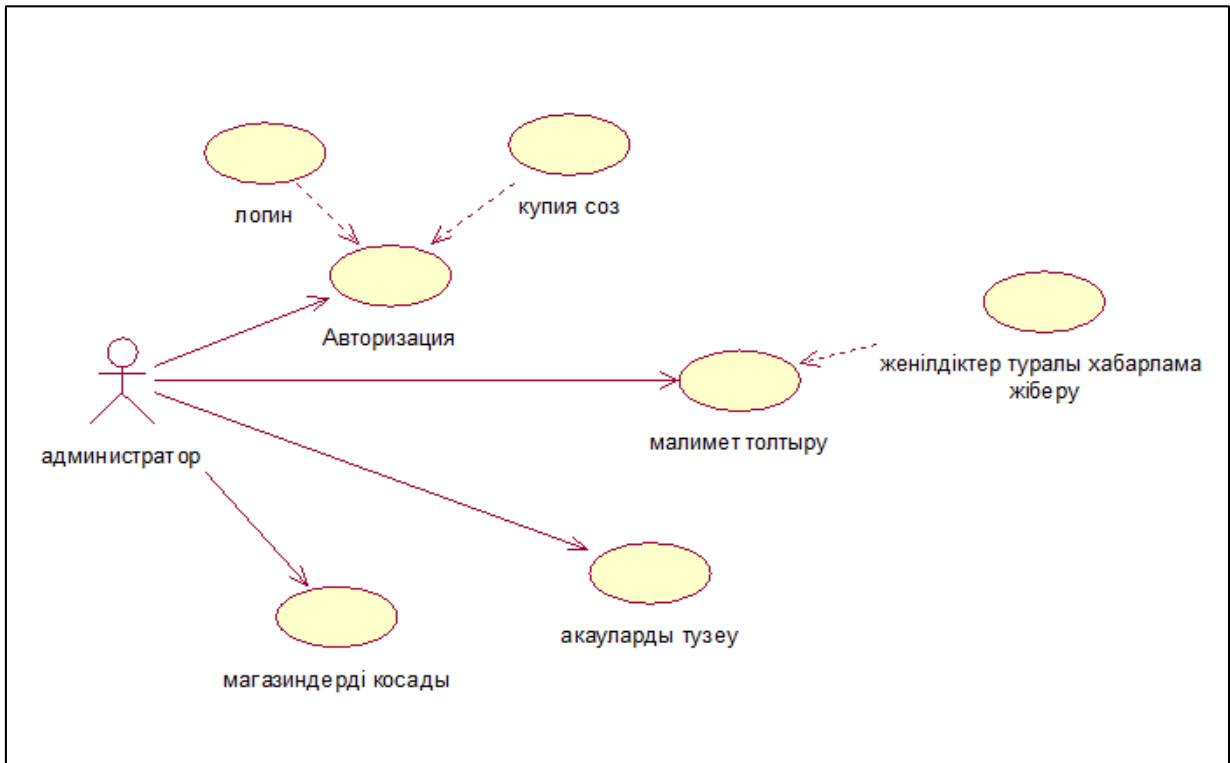 логин
купия соз
Авторизация
женілдіктер туралы хабарлама
жіберу
малимет толтыру
администратор
акауларды тузеу
магазиндерді косады